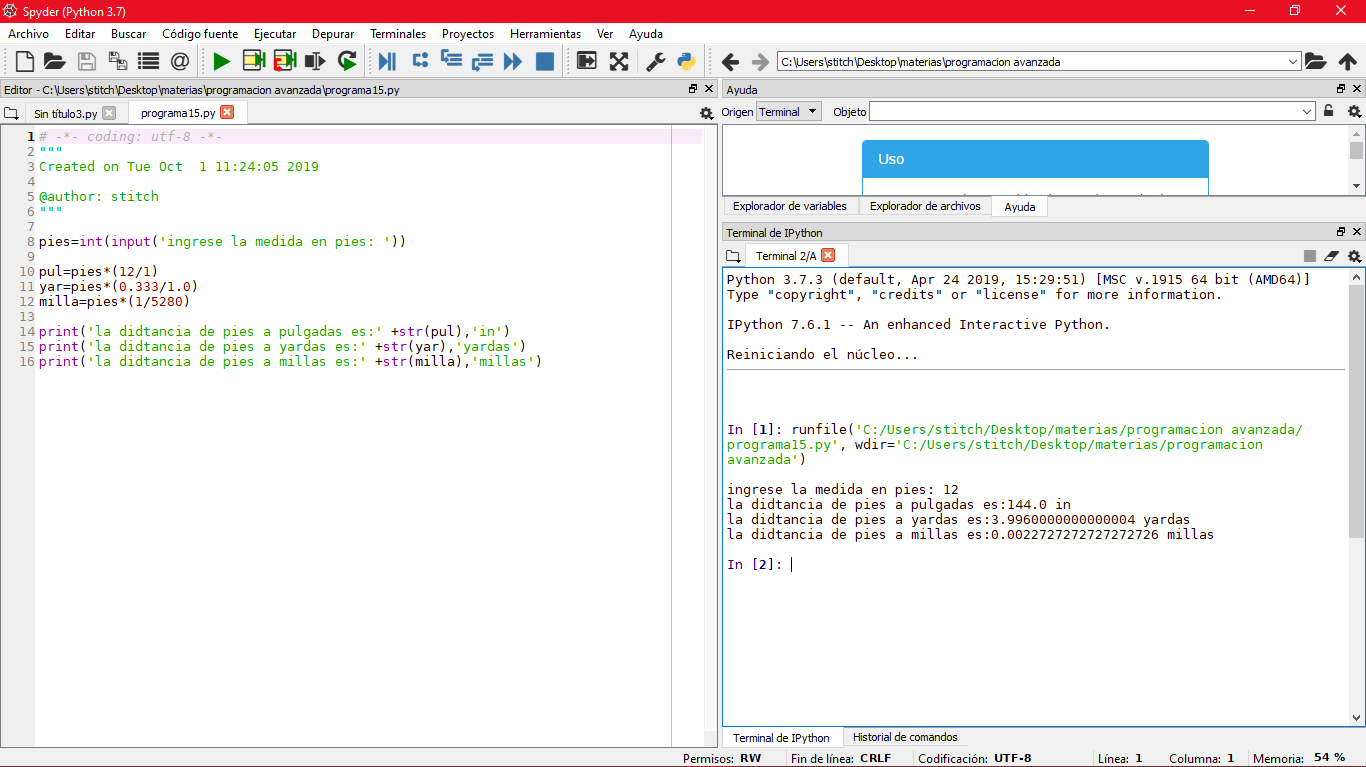 Spyder (Python 3.7)
Archivo Editar Buscar Código fuente Ejecutar Depurar Terminales Proyectos Herramientas Ver Ayuda
C:\Users\stitch\Desktop\materias\programacion avanzada
Editor - C:\Users\stitch\Desktop\materias\programacion avanzada\programa15.py
Sin título3.py programa15.py
1 # -*- coding: utf-8 -*-
2 """
3 Created on Tue Oct  1 11:24:05 2019
4
5 @author: stitch
6 """
7
8 pies=int(input('ingrese la medida en pies: '))
9
10 pul=pies*(12/1)
11 yar=pies*(0.333/1.0)
12 milla=pies*(1/5280)
13
14 print('la didtancia de pies a pulgadas es:' +str(pul),'in')
15 print('la didtancia de pies a yardas es:' +str(yar),'yardas')
16 print('la didtancia de pies a millas es:' +str(milla),'millas')
Ayuda
Origen Terminal Objeto
Uso
Explorador de variables Explorador de archivos Ayuda
Terminal de IPython
Terminal 2/A
Python 3.7.3 (default, Apr 24 2019, 15:29:51) [MSC v.1915 64 bit (AMD64)]
Type "copyright", "credits" or "license" for more information.
IPython 7.6.1 -- An enhanced Interactive Python.
Reiniciando el núcleo...
In [1]: runfile('C:/Users/stitch/Desktop/materias/programacion avanzada/
programa15.py', wdir='C:/Users/stitch/Desktop/materias/programacion
avanzada')
ingrese la medida en pies: 12
la didtancia de pies a pulgadas es:144.0 in
la didtancia de pies a yardas es:3.9960000000000004 yardas
la didtancia de pies a millas es:0.0022727272727272726 millas
In [2]:
Terminal de IPython Historial de comandos
Permisos: RW Fin de línea: CRLF Codificación: UTF-8 Línea: 1 Columna: 1 Memoria: 54 %